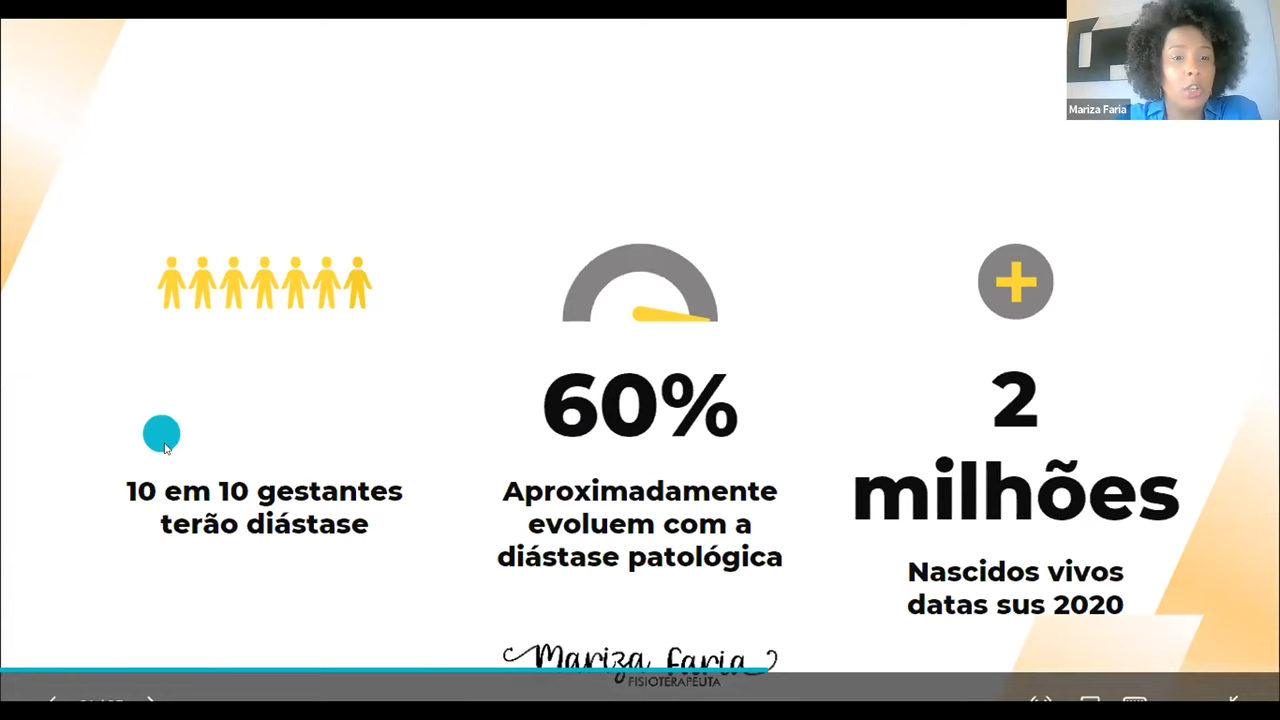 Mariza Faria
10 em 10 gestantes
terão diástase
60%
Aproximadamente
evoluem com a
diástase patológica
2
milhões
Nascidos vivos
datas sus 2020
Mariza Faria
FISIOTERAPEUTA